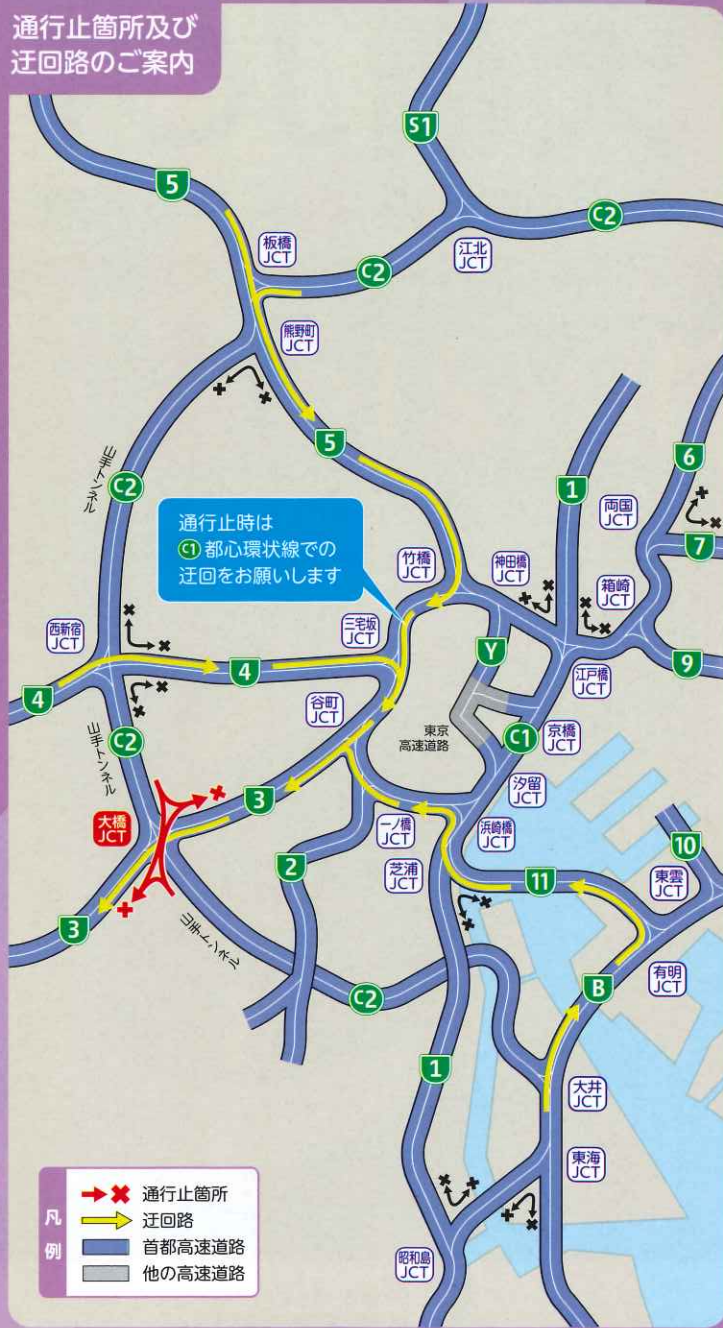 通行止箇所及び
迂回路のご案内
S1
5
C2
板橋
JCT
江北
JCT
C2
熊野町
JCT
5
6
山手トンネル
C2
1
両国
JCT
7
通行止時は
C1都心環状線での
迂回をお願いします
竹橋
JCT
神田橋
JCT
箱崎
JCT
西新宿
JCT
三宅坂
JCT
Y
4
4
9
江戸橋
JCT
谷町
JCT
東京
高速道路
C1
京橋
JCT
山手トンネル
C2
汐留
JCT
大橋
JCT
3
一ノ橋
JCT
浜崎橋
JCT
芝浦
JCT
2
11
10
東雲
JCT
3
山手トンネル
有明
JCT
C2
B
1
大井
JCT
東海
JCT
昭和島
JCT
凡例
通行止箇所
迂回路
首都高速道路
他の高速道路